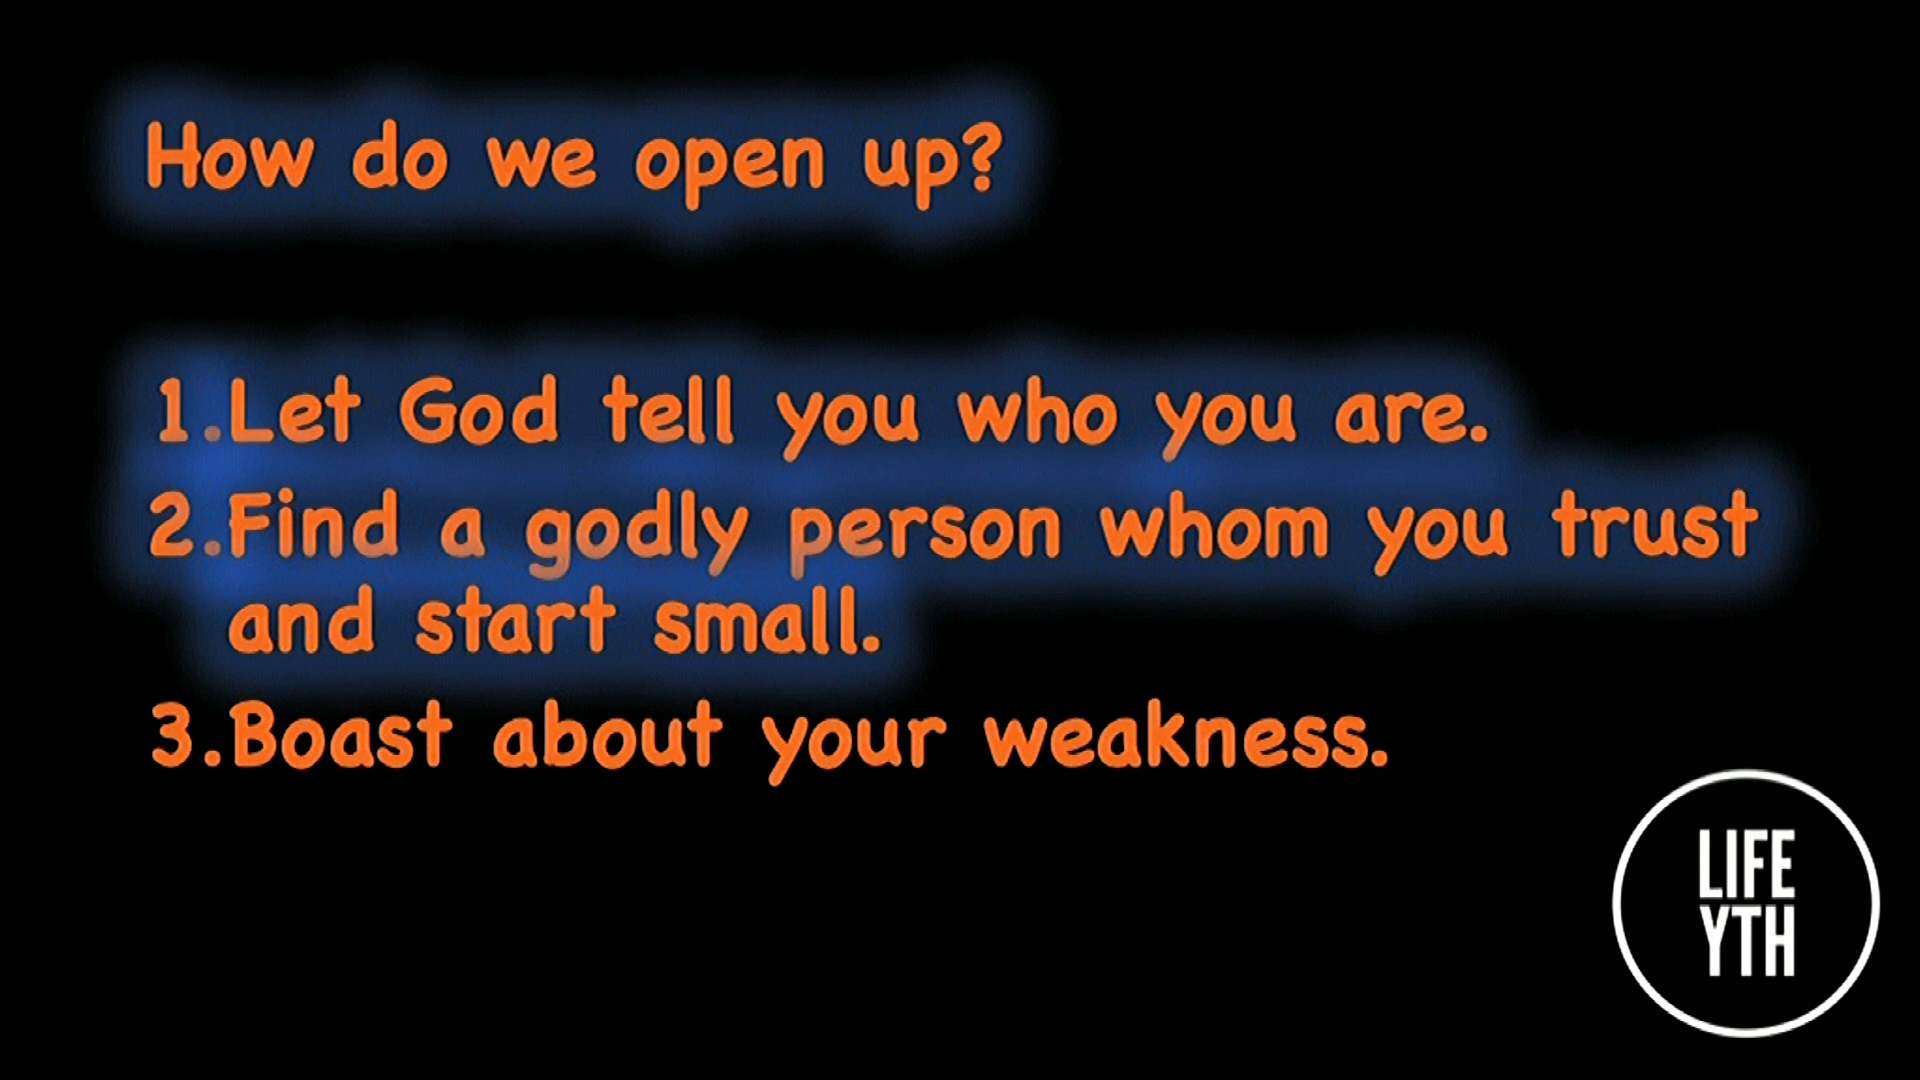 How do we open up?
1.Let God tell you who you are.
2.Find a godly person whom you trust
and start small.
3.Boast about your weakness.
LIFE
YTH